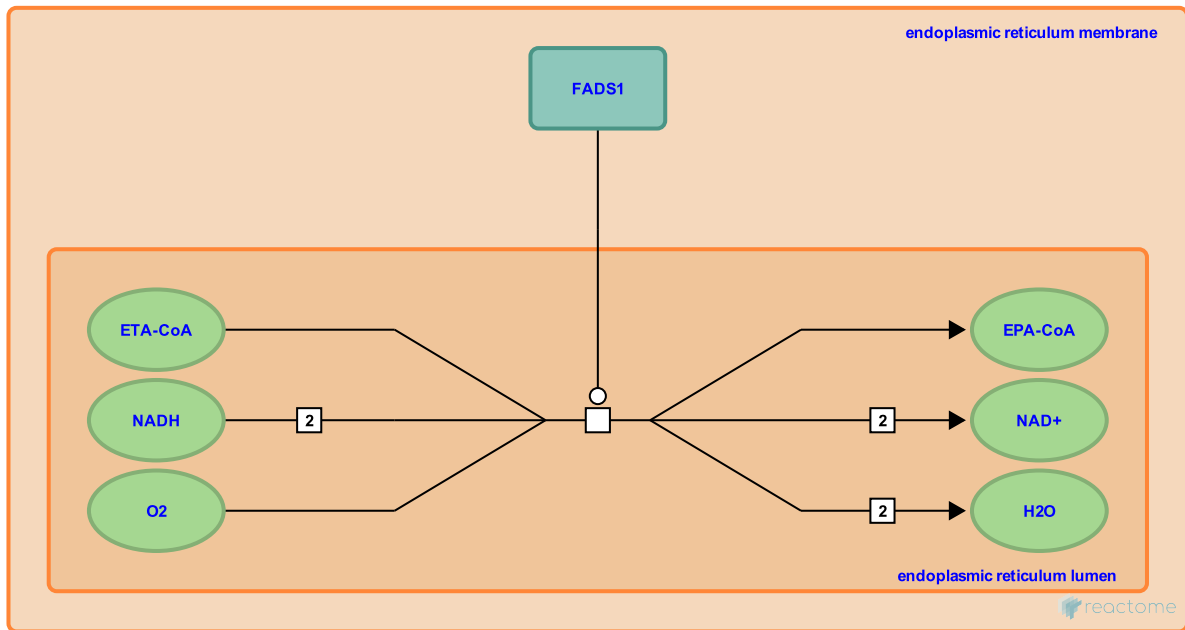 endoplasmic reticulum membrane
FADS1
ETA-CoA
EPA-CoA
NADH
2
2
NAD+
O2
2
H2O
endoplasmic reticulum lumen
reactome